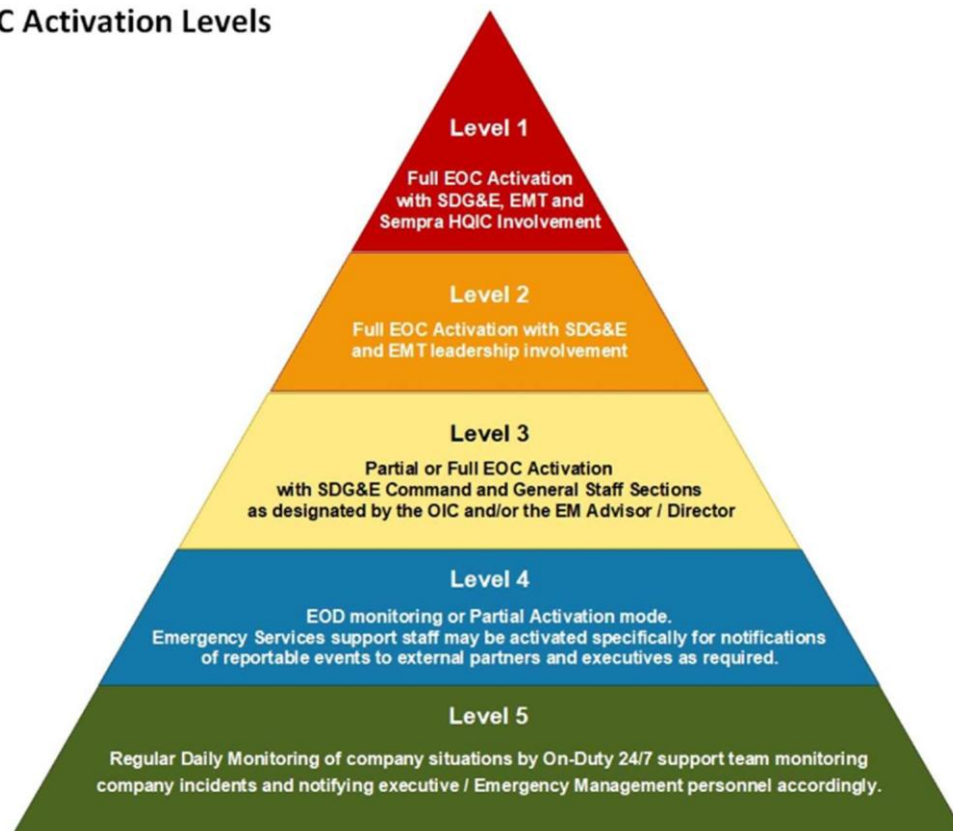 C Activation Levels
Level 1
Full EOC Activation
with SDG&E, EMT and
Sempra HQIC Involvement
Level 2
Full EOC Activation with SDG&E
and EMT leadership involvement
Level 3
Partial or Full EOC Activation
with SDG&E Command and General Staff Sections
as designated by the OIC and/or the EM Advisor / Director
Level 4
EOD monitoring or Partial Activation mode.
Emergency Services support staff may be activated specifically for notifications
of reportable events to external partners and executives as required.
Level 5
Regular Daily Monitoring of company situations by On-Duty 24/7 support team monitoring
company incidents and notifying executive / Emergency Management personnel accordingly.